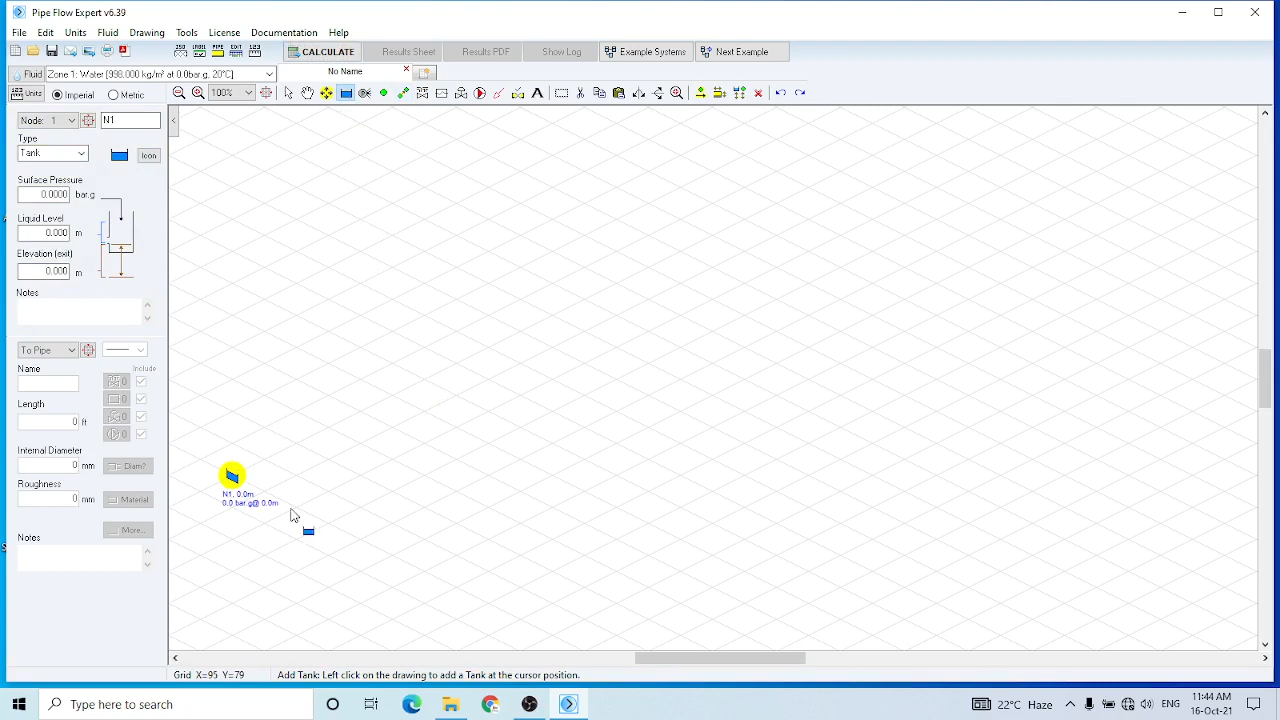 Pipe Flow Expert v6.39
File Edit Units Fluid Drawing Tools License Documentation Help
CALCULATE Results Sheet Results PDF Show Log Example Systems Next Example
Fluid Zone 1: Water [998.000 kg/m³ at 0.0bar.g, 20°C] No Name
Units Imperial Metric 100%
Node: 1 N1
Type
Tank Icon
Surface Pressure
0.0000 bar.g
Liquid Level
0.000 m
Elevation (exit)
0.000 m
Notes
To Pipe
Name Include
0
Length 0
0 ft 0
0
Internal Diameter
0 mm Diam?
Roughness
0 mm Material
More...
Notes
N1, 0.0m
0.0 bar.g@ 0.0m
Grid X=95 Y=79 Add Tank: Left click on the drawing to add a Tank at the cursor position.
Type here to search
22°C Haze ENG 11:44 AM
16-Oct-21